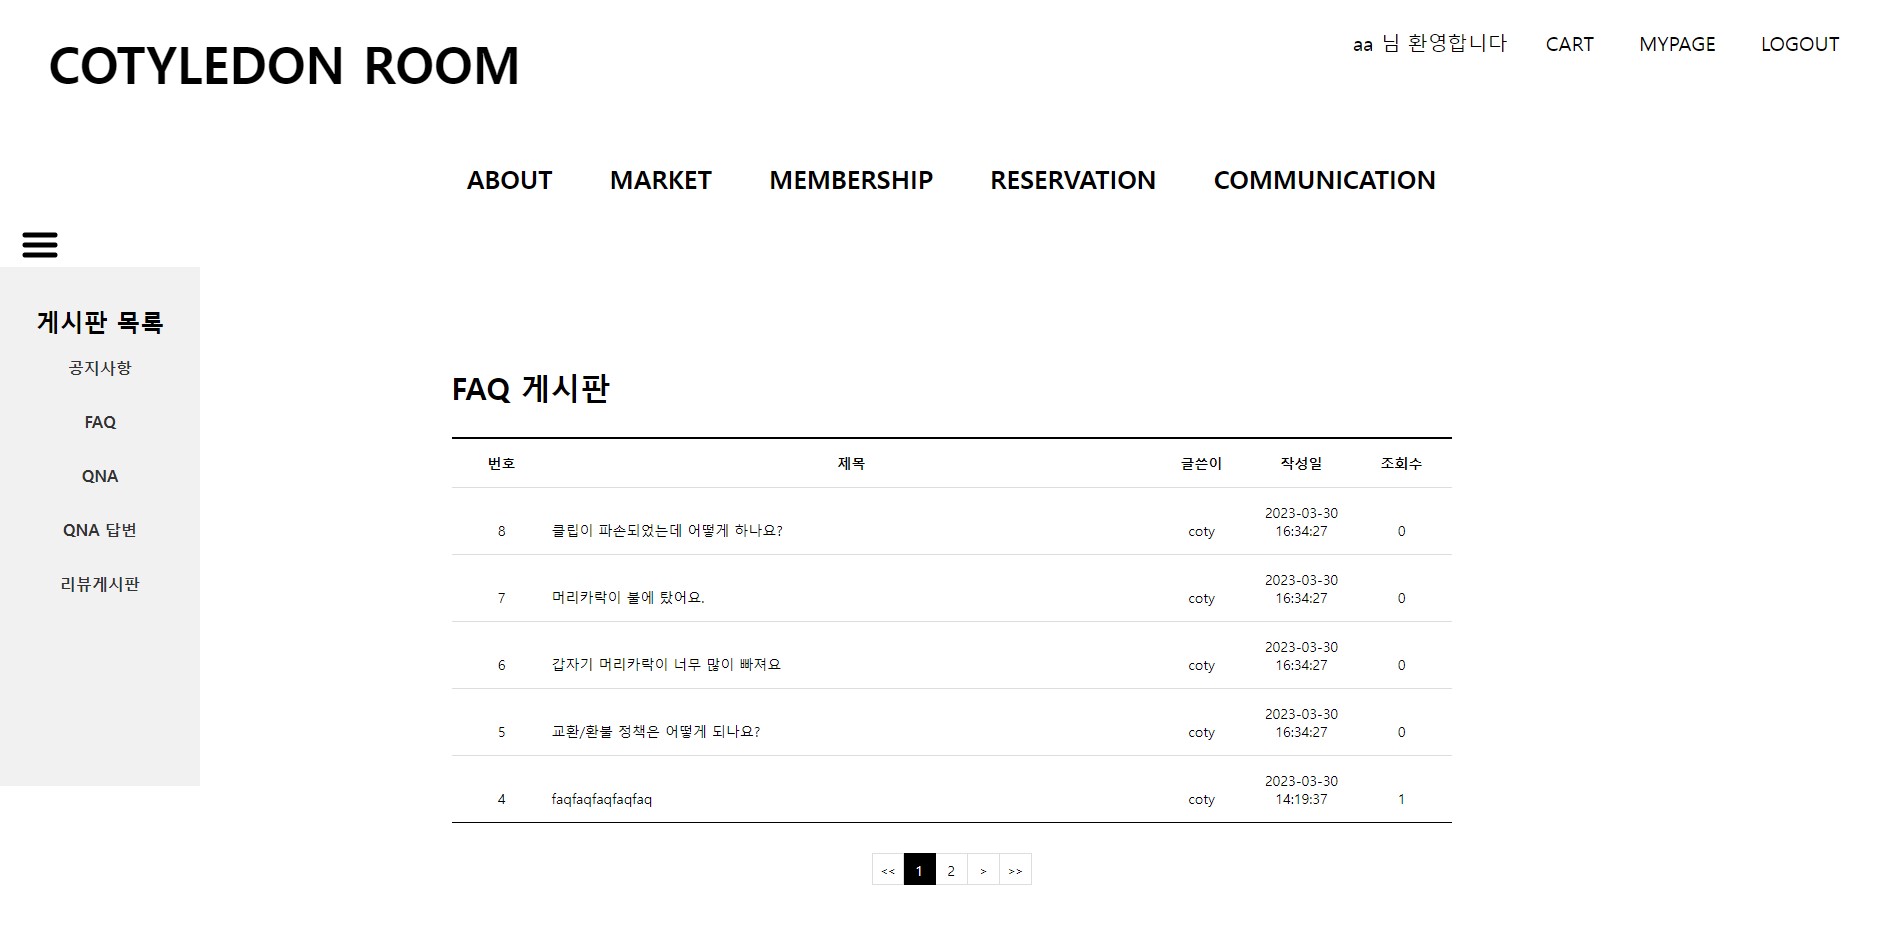 COTYLEDON ROOM
aa 님 환영합니다 CART MYPAGE LOGOUT
ABOUT MARKET MEMBERSHIP RESERVATION COMMUNICATION
게시판 목록
공지사항
FAQ
QNA
QNA 답변
리뷰게시판
FAQ 게시판
번호 제목 글쓴이 작성일 조회수
8 클립이 파손되었는데 어떻게 하나요? coty 2023-03-30 16:34:27 0
7 머리카락이 불에 탔어요. coty 2023-03-30 16:34:27 0
6 갑자기 머리카락이 너무 많이 빠져요 coty 2023-03-30 16:34:27 0
5 교환/환불 정책은 어떻게 되나요? coty 2023-03-30 16:34:27 0
4 faqfaqfaqfaqfaq coty 2023-03-30 14:19:37 1
<< 1 2 > >>